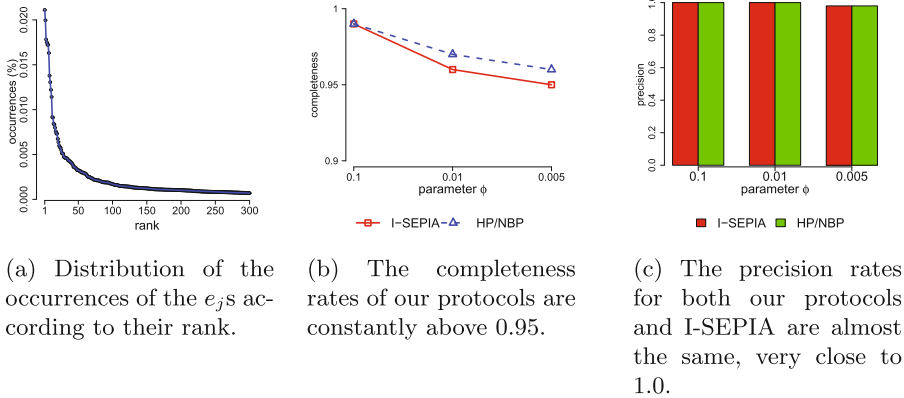 occurrences (%)
0.000 0.005 0.010 0.015 0.020
1 50 100 150 200 250 300
rank
completeness
1
0.95
0.9
0.1 0.01 0.005
parameter ϕ
I−SEPIA HP/NBP
precision
0.0 0.2 0.4 0.6 0.8 1.0
0.1 0.01 0.005
parameter ϕ
I−SEPIA HP/NBP
(a) Distribution of the
occurrences of the ejs ac-
cording to their rank.
(b) The completeness
rates of our protocols are
constantly above 0.95.
(c) The precision rates
for both our protocols
and I-SEPIA are almost
the same, very close to
1.0.